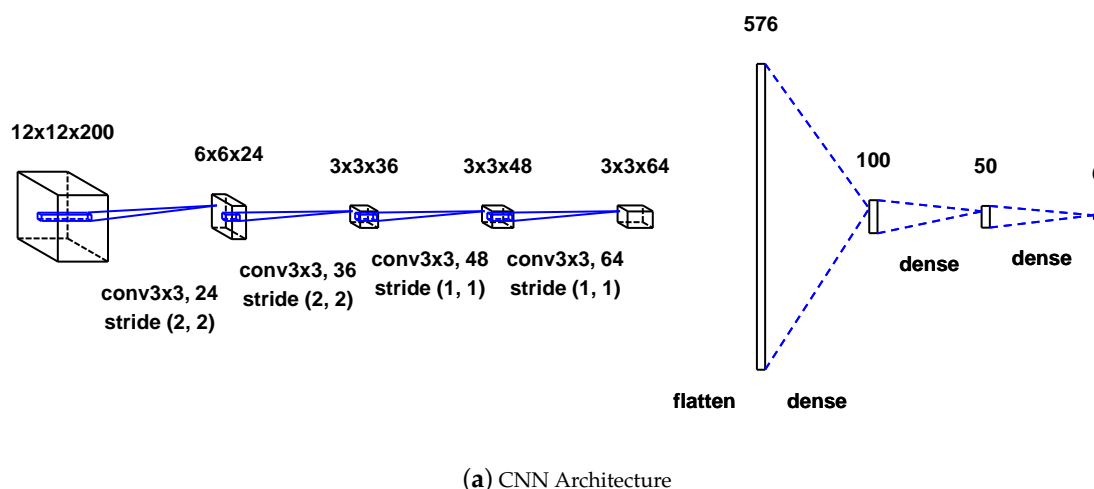 576
12x12x200
6x6x24
3x3x36
3x3x48
3x3x64
100
50
conv3x3, 24
stride (2, 2)
conv3x3, 36
stride (2, 2)
conv3x3, 48
stride (1, 1)
conv3x3, 64
stride (1, 1)
dense
dense
flatten
dense
(a) CNN Architecture